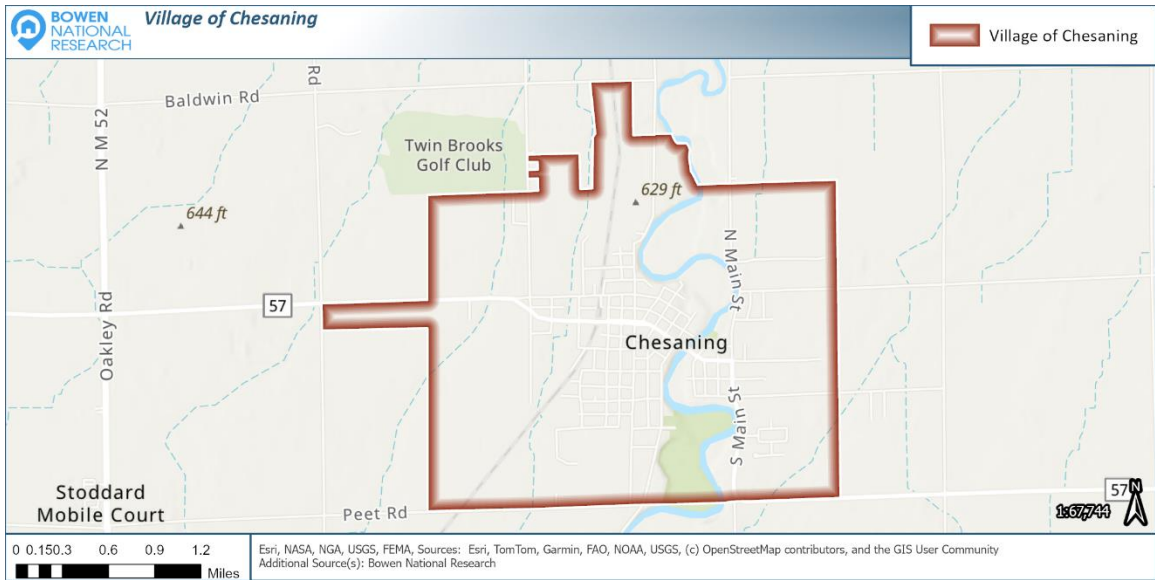 BOWEN
NATIONAL
RESEARCH
Village of Chesaning
Village of Chesaning
Baldwin Rd
Rd
N M 52
Twin Brooks
Golf Club
644 ft
629 ft
N Main St
57
Oakley Rd
Chesaning
S Main St
Stoddard
Mobile Court
Peet Rd
57
N
1:67,744
0 0.150.3 0.6 0.9 1.2
Miles
Esri, NASA, NGA, USGS, FEMA, Sources: Esri, TomTom, Garmin, FAO, NOAA, USGS, (c) OpenStreetMap contributors, and the GIS User Community
Additional Source(s): Bowen National Research